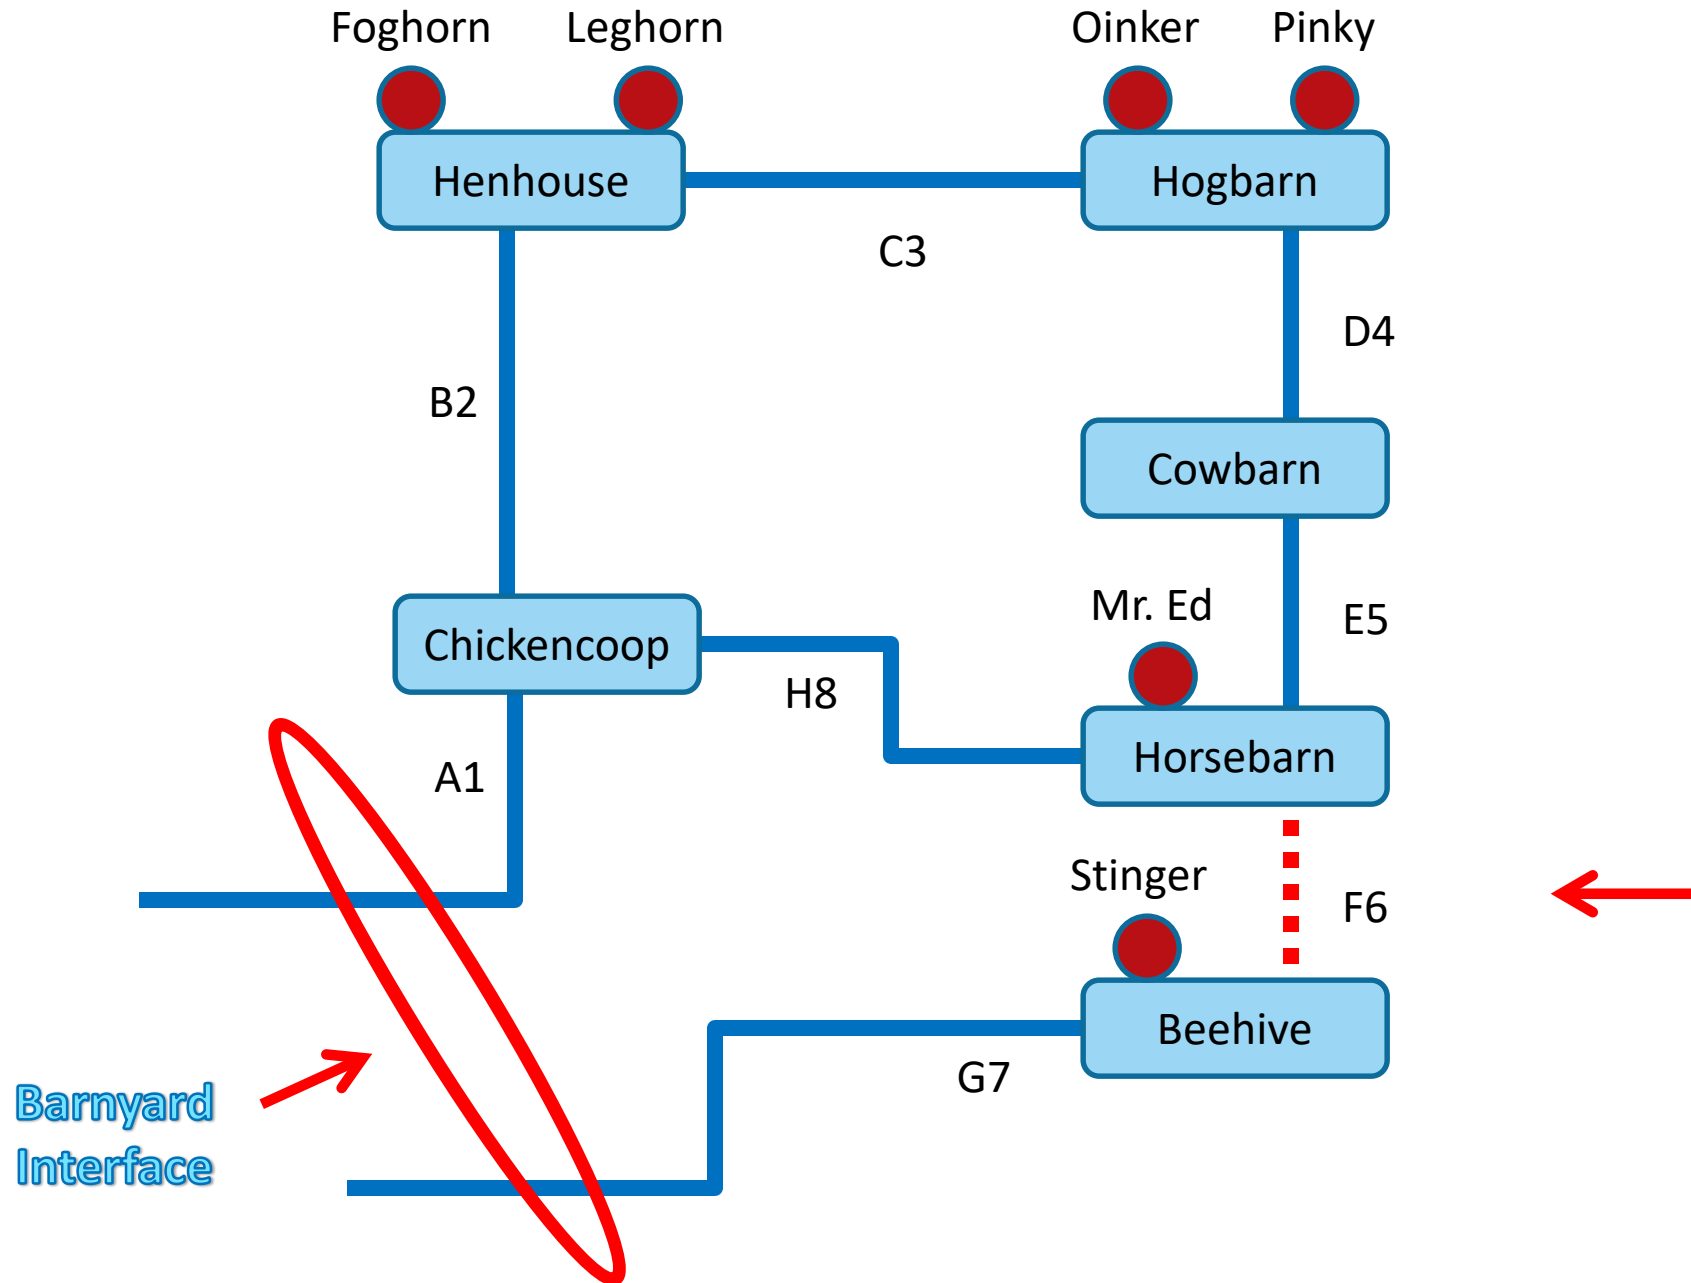 Foghorn
Leghorn
Oinker
Pinky
Henhouse
Hogbarn
C3
D4
B2
Cowbarn
Mr. Ed
E5
Chickencoop
H8
Horsebarn
A1
Stinger
F6
Beehive
G7
Barnyard
Interface